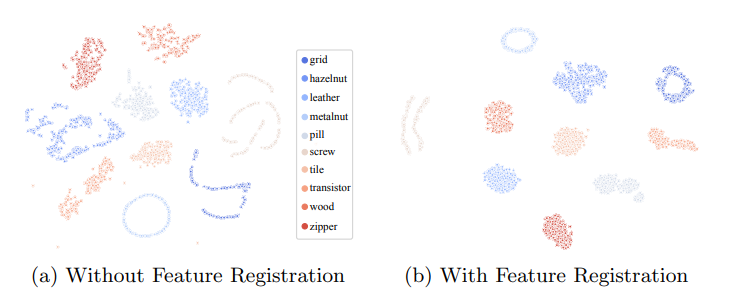 grid
hazelnut
leather
metalnut
pill
screw
tile
transistor
wood
zipper
(a) Without Feature Registration
(b) With Feature Registration